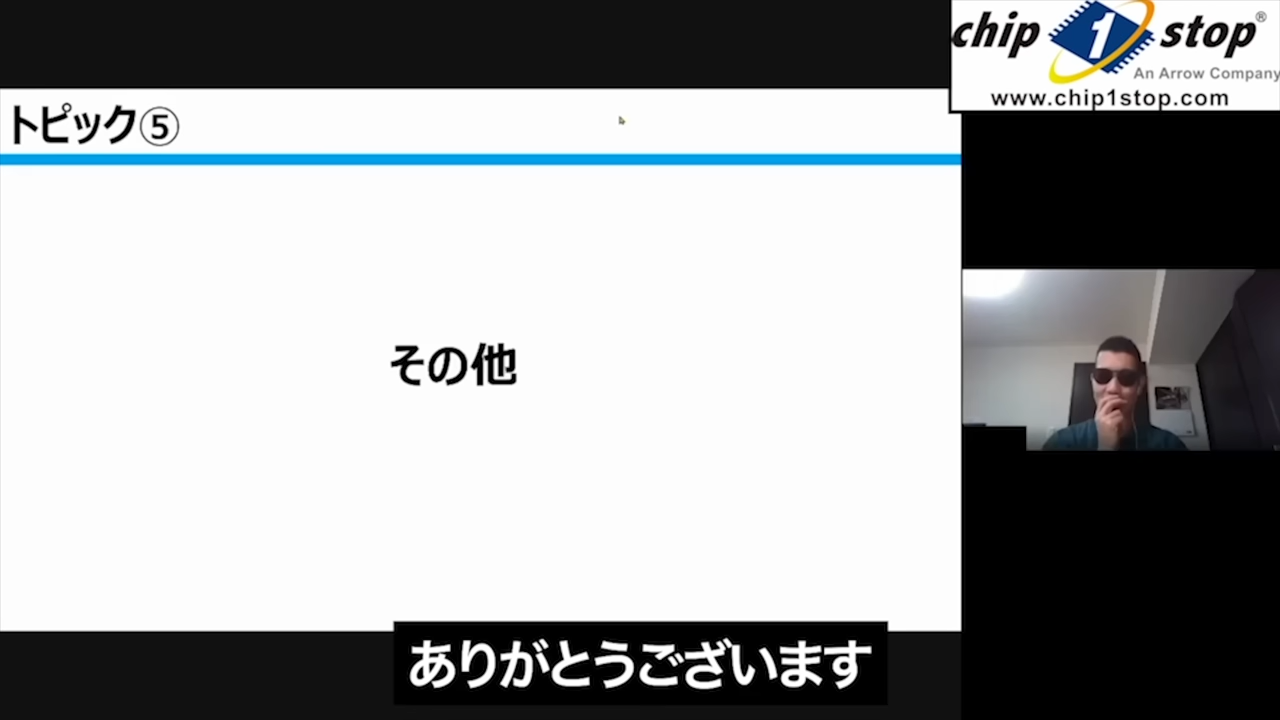 chip 1 stop®
An Arrow Company
www.chip1stop.com
トピック⑤
その他
ありがとうございます